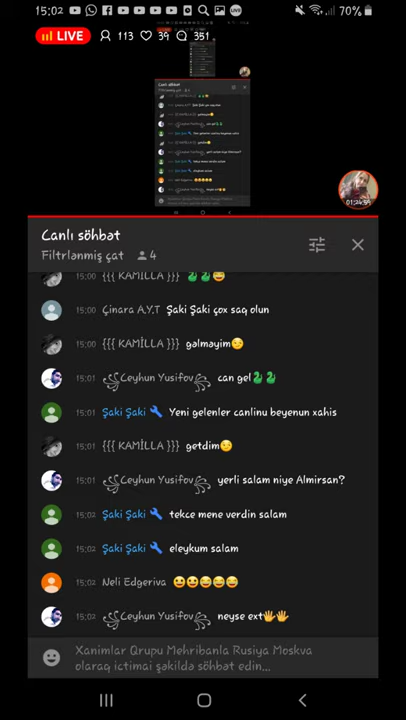 15:02
70%
LIVE 113 39 351
01:24:59
Canlı söhbət
Filtrlənmiş çat 4
15:00 {{{ KAMİLLA }}} 🐉🐉😅
15:00 Çinara A.Y.T Şaki Şaki çox saq olun
15:00 {{{ KAMİLLA }}} gəlməyim😏
15:01 ꧁Ceyhun Yusifov꧂ can gel🐉🐉
15:01 Şaki Şaki 🔧 Yeni gelenler canlinu beyenun xahis
15:01 {{{ KAMİLLA }}} getdim😏
15:01 ꧁Ceyhun Yusifov꧂ yerli salam niye Almirsan?
15:02 Şaki Şaki 🔧 tekce mene verdin salam
15:02 Şaki Şaki 🔧 eleykum salam
15:02 Neli Edgeriva 😆😆😂😂😂
15:02 ꧁Ceyhun Yusifov꧂ neyse ext🖐🖐
Xanimlar Qrupu Mehribanla Rusiya Moskva
olaraq ictimai şəkildə söhbət edin...